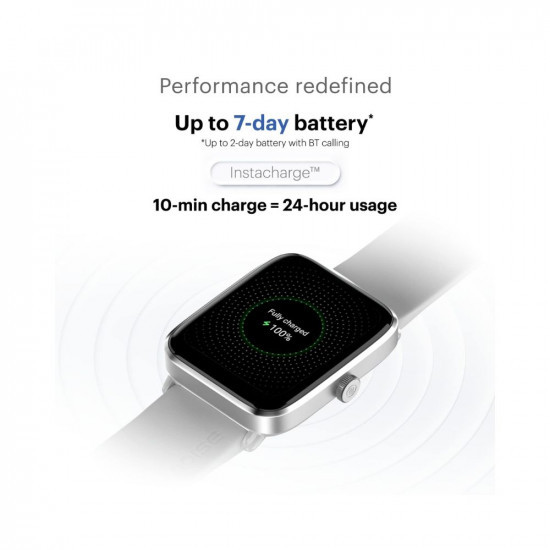 Performance redefined
Up to 7-day battery*
*Up to 2-day battery with BT calling
Instacharge™
10-min charge = 24-hour usage
Fully charged
100%